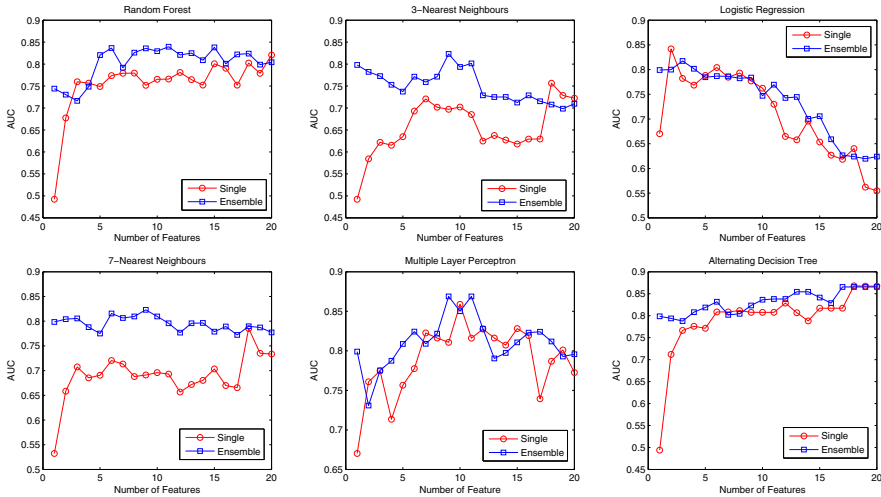 Random Forest
0.9
0.85
0.8
0.75
0.7
0.65
0.6
0.55
0.5
0.45
AUC
0 5 10 15 20
Number of Features
Single
Ensemble
3-Nearest Neighbours
0.9
0.85
0.8
0.75
0.7
0.65
0.6
0.55
0.5
0.45
AUC
0 5 10 15 20
Number of Features
Single
Ensemble
Logistic Regression
0.9
0.85
0.8
0.75
0.7
0.65
0.6
0.55
0.5
AUC
0 5 10 15 20
Number of Features
Single
Ensemble
7-Nearest Neighbours
0.9
0.85
0.8
0.75
0.7
0.65
0.6
0.55
0.5
AUC
0 5 10 15 20
Number of Features
Single
Ensemble
Multiple Layer Perceptron
0.9
0.85
0.8
0.75
0.7
0.65
AUC
0 5 10 15 20
Number of Feature
Single
Ensemble
Alternating Decision Tree
0.9
0.85
0.8
0.75
0.7
0.65
0.6
0.55
0.5
0.45
AUC
0 5 10 15 20
Number of Features
Single
Ensemble